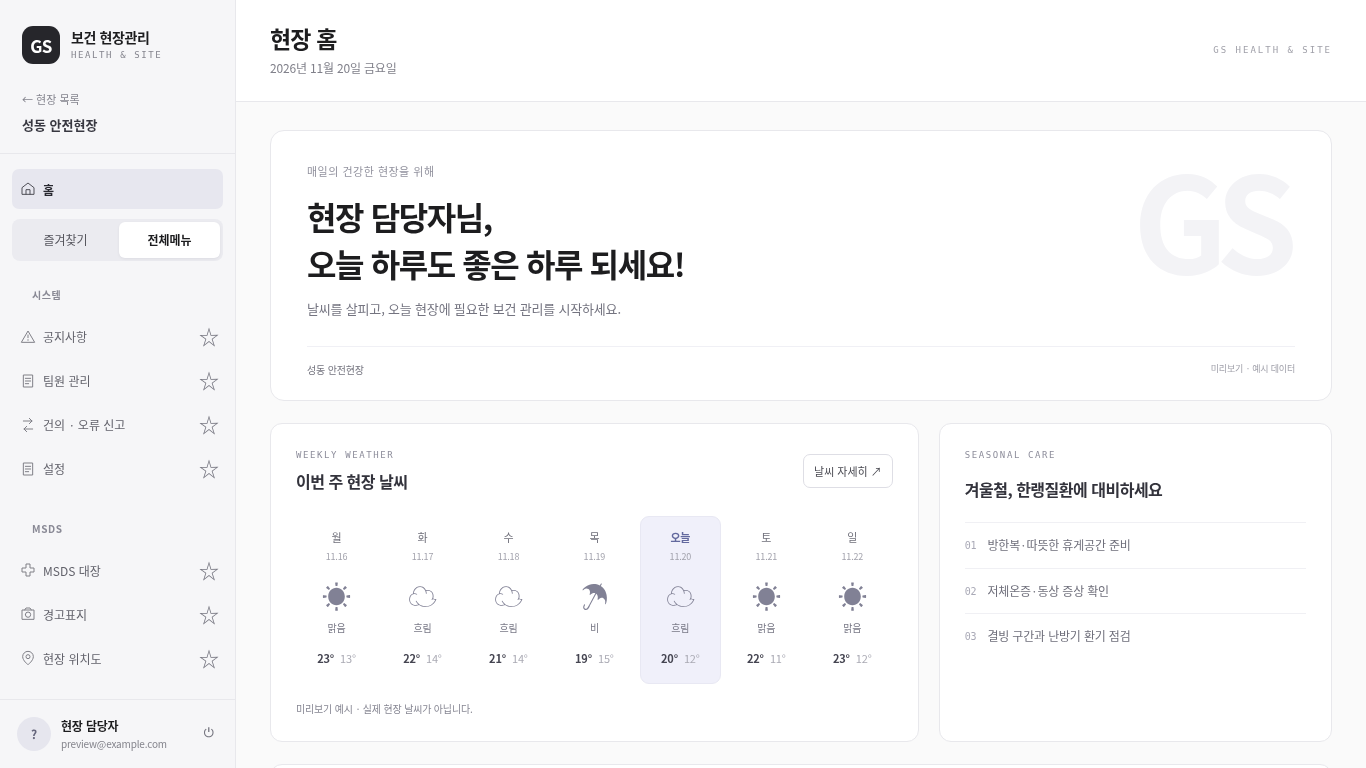 GS
보건 현장관리
HEALTH & SITE
← 현장 목록
성동 안전현장
홈
즐겨찾기
전체메뉴
시스템
공지사항
팀원 관리
건의 · 오류 신고
설정
MSDS
MSDS 대장
경고표지
현장 위치도
?
현장 담당자
preview@example.com
현장 홈
2026년 11월 20일 금요일
GS HEALTH & SITE
매일의 건강한 현장을 위해
현장 담당자님,
오늘 하루도 좋은 하루 되세요!
날씨를 살피고, 오늘 현장에 필요한 보건 관리를 시작하세요.
GS
성동 안전현장
미리보기 · 예시 데이터
WEEKLY WEATHER
이번 주 현장 날씨
날씨 자세히 ↗
월 화 수 목 오늘 토 일
11.16 11.17 11.18 11.19 11.20 11.21 11.22
맑음 흐림 흐림 비 흐림 맑음 맑음
23° 13° 22° 14° 21° 14° 19° 15° 20° 12° 22° 11° 23° 12°
미리보기 예시 · 실제 현장 날씨가 아닙니다.
SEASONAL CARE
겨울철, 한랭질환에 대비하세요
01 방한복·따뜻한 휴게공간 준비
02 저체온증·동상 증상 확인
03 결빙 구간과 난방기 환기 점검